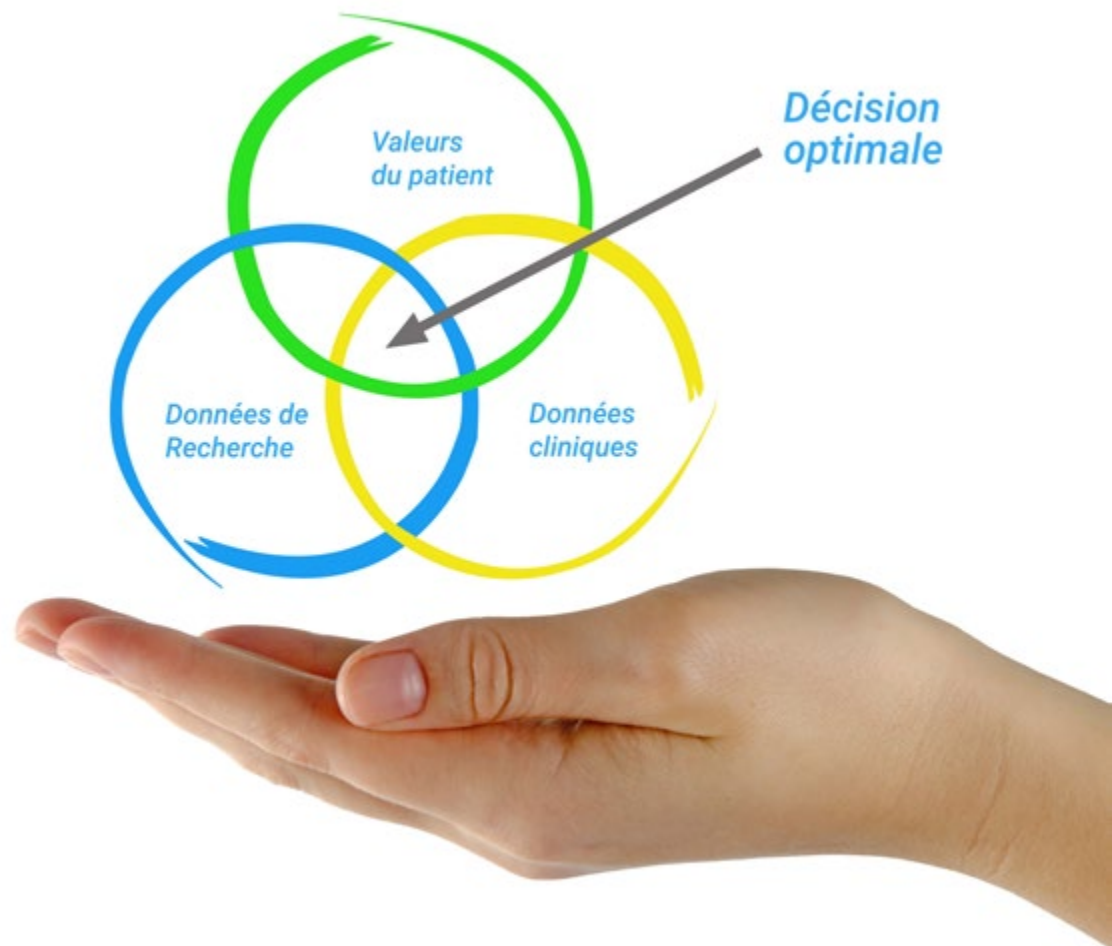 Décision
optimale
Valeurs
du patient
Données de
Recherche
Données
cliniques